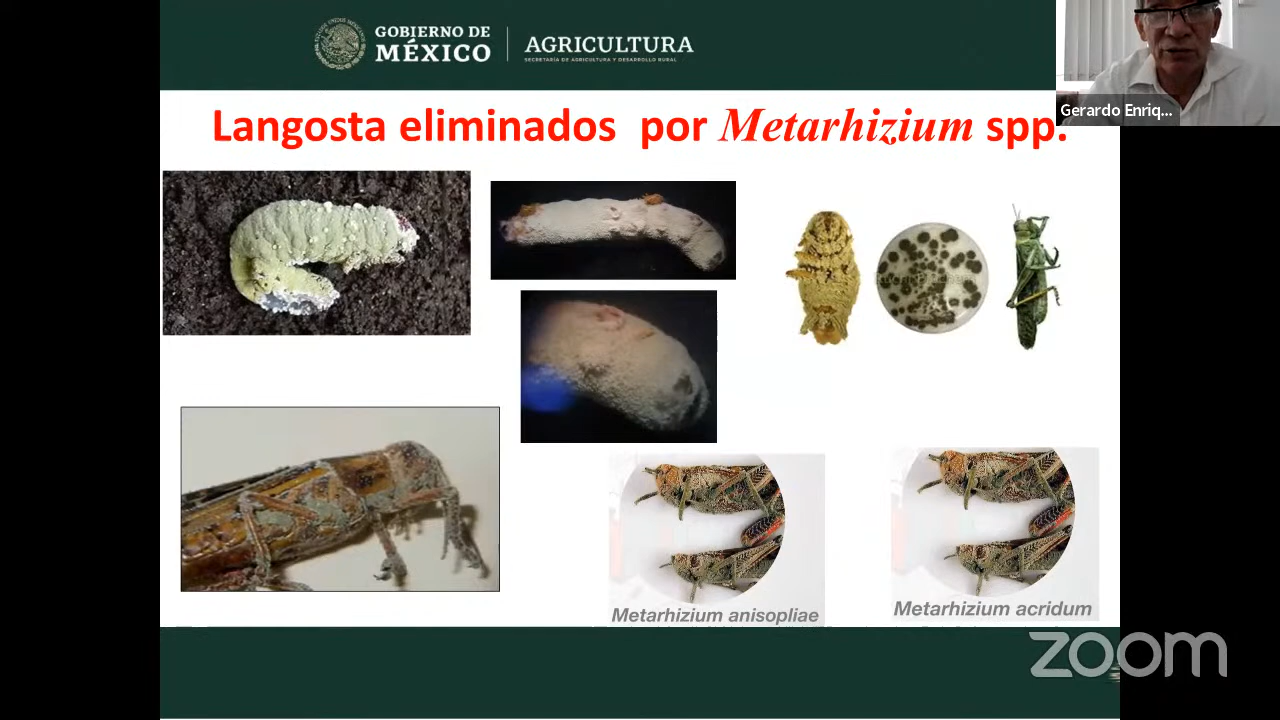 GOBIERNO DE
MÉXICO
AGRICULTURA
SECRETARÍA DE AGRICULTURA Y DESARROLLO RURAL
Gerardo Enriq...
Langosta eliminados por Metarhizium spp.
Metarhizium anisopliae
Metarhizium acridum
zoom